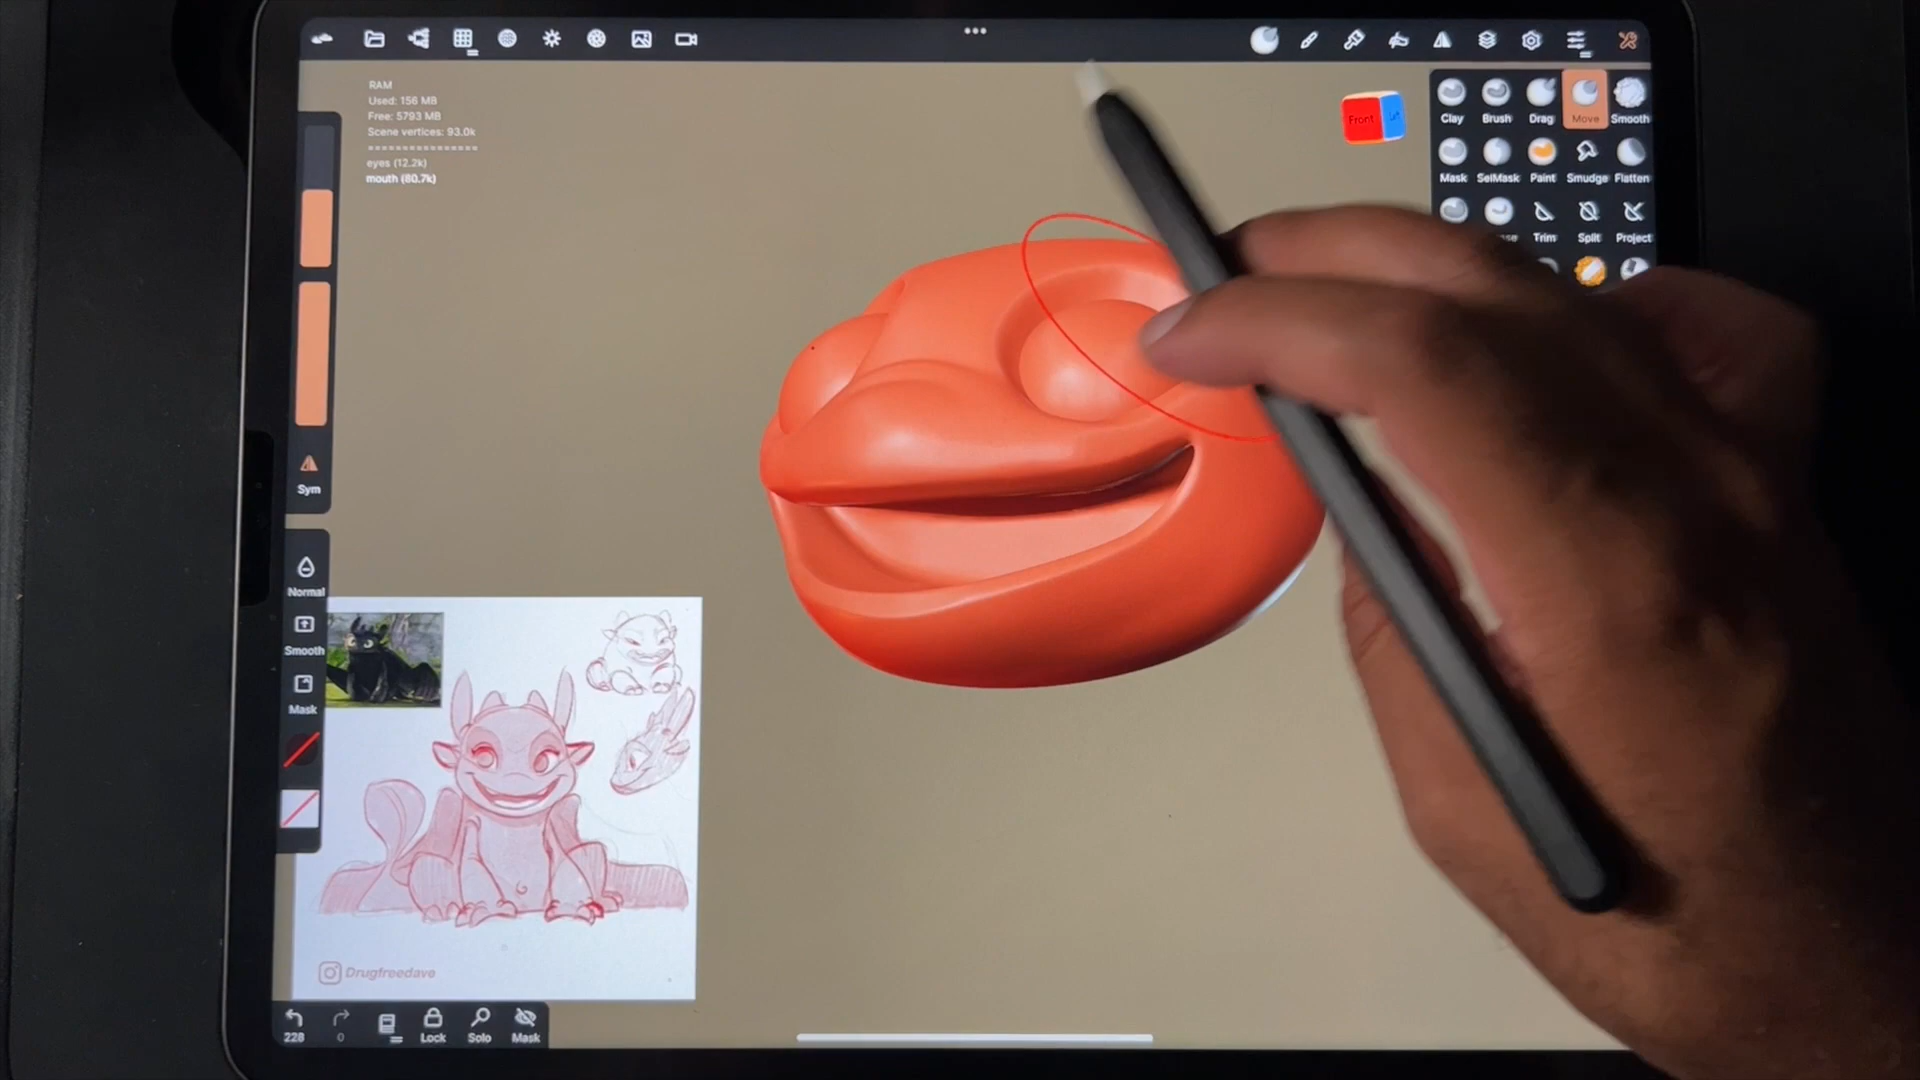 RAM
Used: 156 MB
Free: 5793 MB
Scene vertices: 93.0k
================
eyes (12.2k)
mouth (80.7k)
Front
Left
Clay Brush Drag Move Smooth
Mask SelMask Paint Smudge Flatten
Trim Split Project
Sym
Normal
Smooth
Mask
Drugfreedave
228 0 Lock Solo Mask